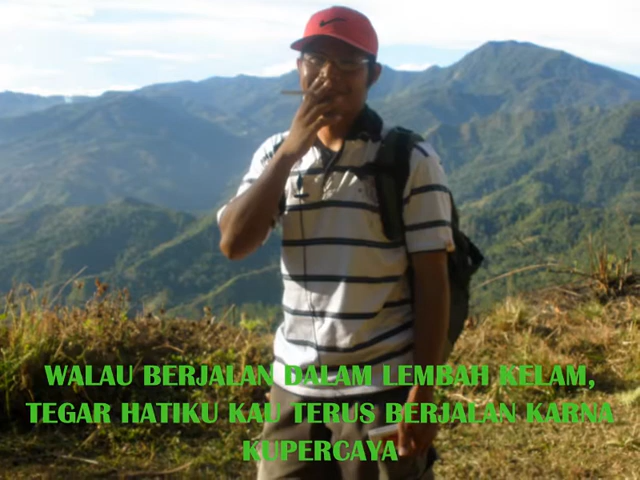 WALAU BERJALAN DALAM LEMBAH KELAM,
TEGAR HATIKU KAU TERUS BERJALAN KARNA
KUPERCAYA